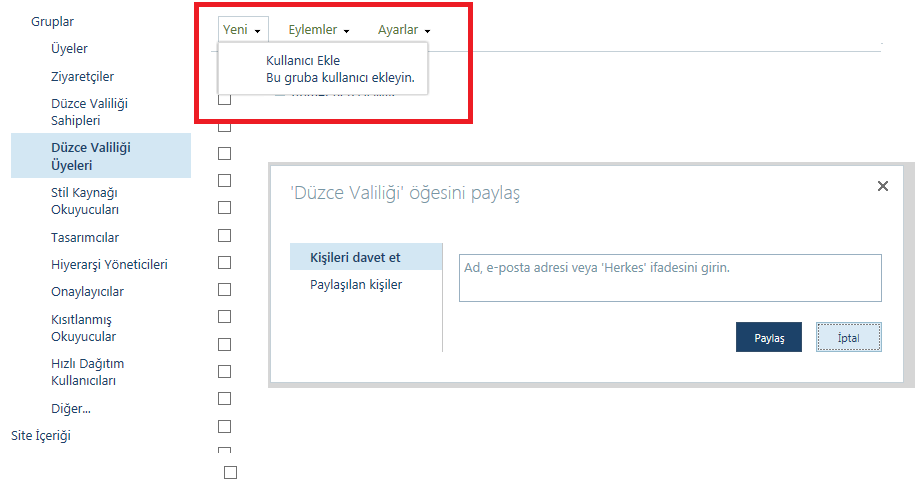 Gruplar
Üyeler
Ziyaretçiler
Düzce Valiliği
Sahipleri
Düzce Valiliği
Üyeleri
Stil Kaynağı
Okuyucuları
Tasarımcılar
Hiyerarşi Yöneticileri
Onaylayıcılar
Kısıtlanmış
Okuyucular
Hızlı Dağıtım
Kullanıcıları
Diğer...
Site İçeriği
Yeni Eylemler Ayarlar
Kullanıcı Ekle
Bu gruba kullanıcı ekleyin.
'Düzce Valiliği' öğesini paylaş
Kişileri davet et
Paylaşılan kişiler
Ad, e-posta adresi veya 'Herkes' ifadesini girin.
Paylaş İptal